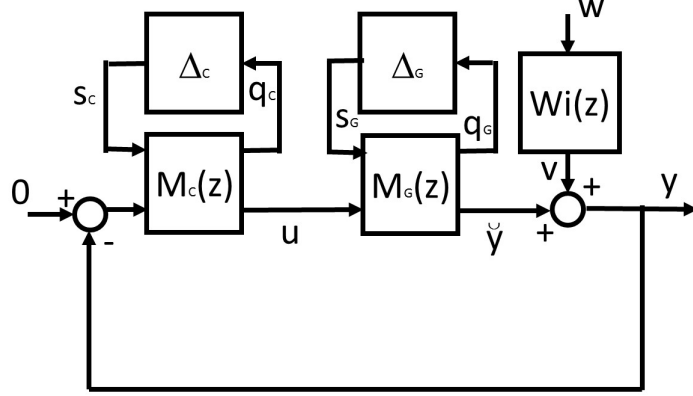 w
Δc
ΔG
sc
qc
sG
qG
Wi(z)
Mc(z)
MG(z)
v
0
+
-
u
y̆
+
+
y